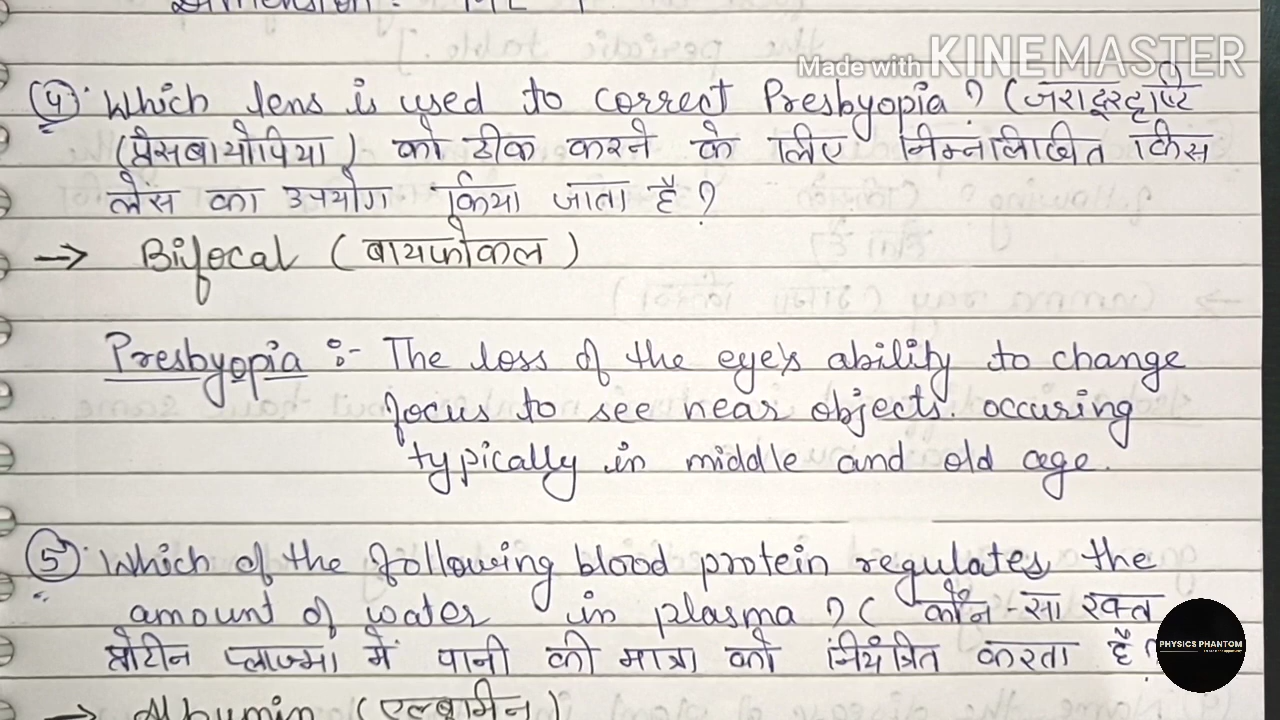 Made with KINEMASTER
(4) Which lens is used to correct Presbyopia? (जरादूरदृष्टि
(प्रेसबायोपिया) को ठीक करने के लिए निम्नलिखित किस
लेंस का उपयोग किया जाता है?
→ Bifocal (बायफोकल)
Presbyopia :- The loss of the eye's ability to change
focus to see near objects. occuring
typically in middle and old age.
(5) Which of the following blood protein regulates the
amount of water in plasma? ( कौन-सा रक्त
प्रोटीन प्लाज्मा में पानी की मात्रा को नियंत्रित करता है?
PHYSICS PHANTOM
→ Albumin (एल्बुमिन)